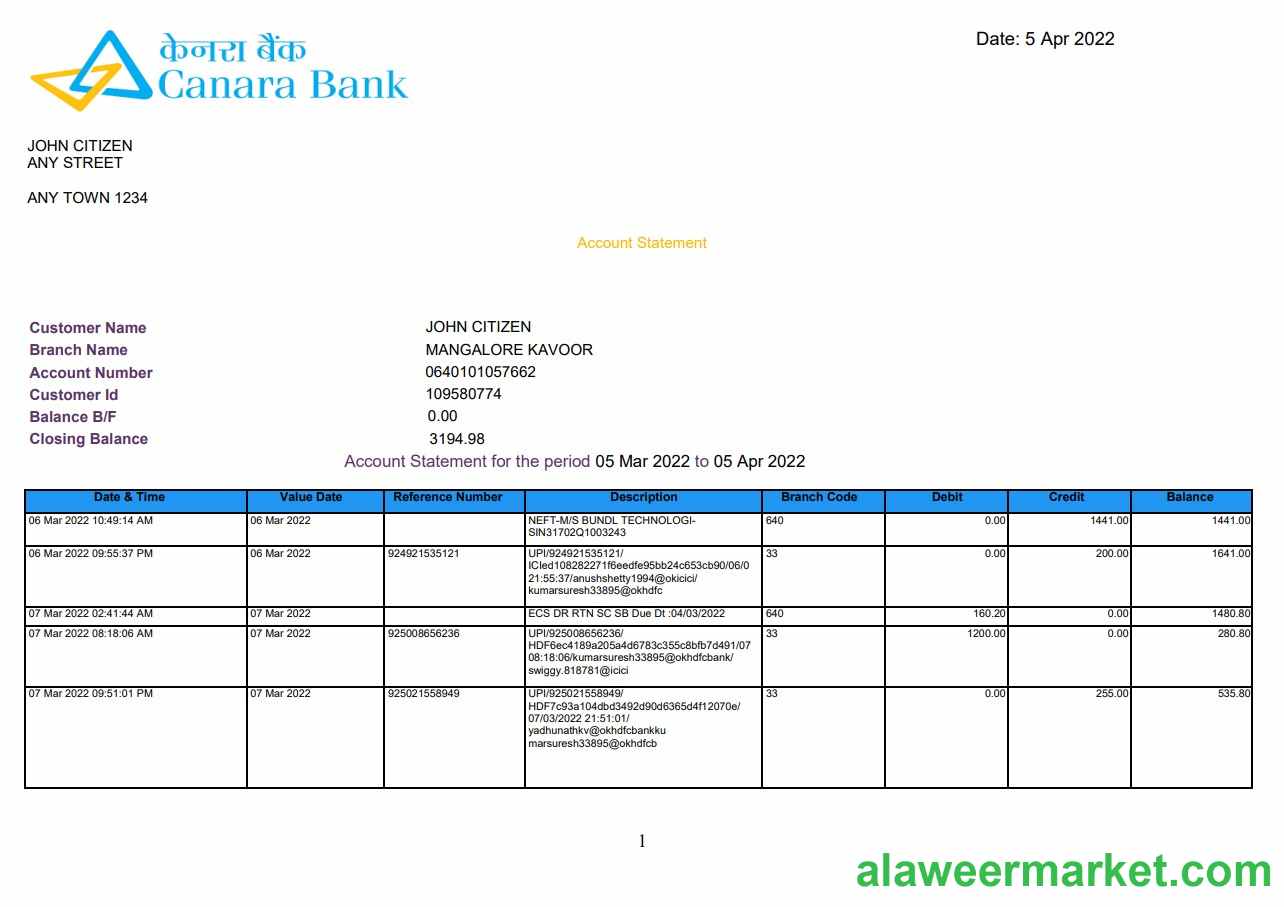 केनरा बैंक
Canara Bank
Date: 5 Apr 2022
JOHN CITIZEN
ANY STREET
ANY TOWN 1234
Account Statement
Customer Name JOHN CITIZEN
Branch Name MANGALORE KAVOOR
Account Number 0640101057662
Customer Id 109580774
Balance B/F 0.00
Closing Balance 3194.98
Account Statement for the period 05 Mar 2022 to 05 Apr 2022
Date & Time Value Date Reference Number Description Branch Code Debit Credit Balance
06 Mar 2022 10:49:14 AM 06 Mar 2022 NEFT-M/S BUNDL TECHNOLOGI- 640 0.00 1441.00 1441.00
SIN31702Q1003243
06 Mar 2022 09:55:37 PM 06 Mar 2022 924921535121 UPI/924921535121/ 33 0.00 200.00 1641.00
ICIed108282271f6eedfe95bb24c653cb90/06/0
21:55:37/anushshetty1994@okicici/
kumarsuresh33895@okhdfc
07 Mar 2022 02:41:44 AM 07 Mar 2022 ECS DR RTN SC SB Due Dt :04/03/2022 640 160.20 0.00 1480.80
07 Mar 2022 08:18:06 AM 07 Mar 2022 925008656236 UPI/925008656236/ 33 1200.00 0.00 280.80
HDF6ec4189a205a4d6783c355c8bfb7d491/07
08:18:06/kumarsuresh33895@okhdfcbank/
swiggy.818781@icici
07 Mar 2022 09:51:01 PM 07 Mar 2022 925021558949 UPI/925021558949/ 33 0.00 255.00 535.80
HDF7c93a104dbd3492d90d6365d4f12070e/
07/03/2022 21:51:01/
yadhunathkv@okhdfcbankku
marsuresh33895@okhdfcb
1
alaweermarket.com